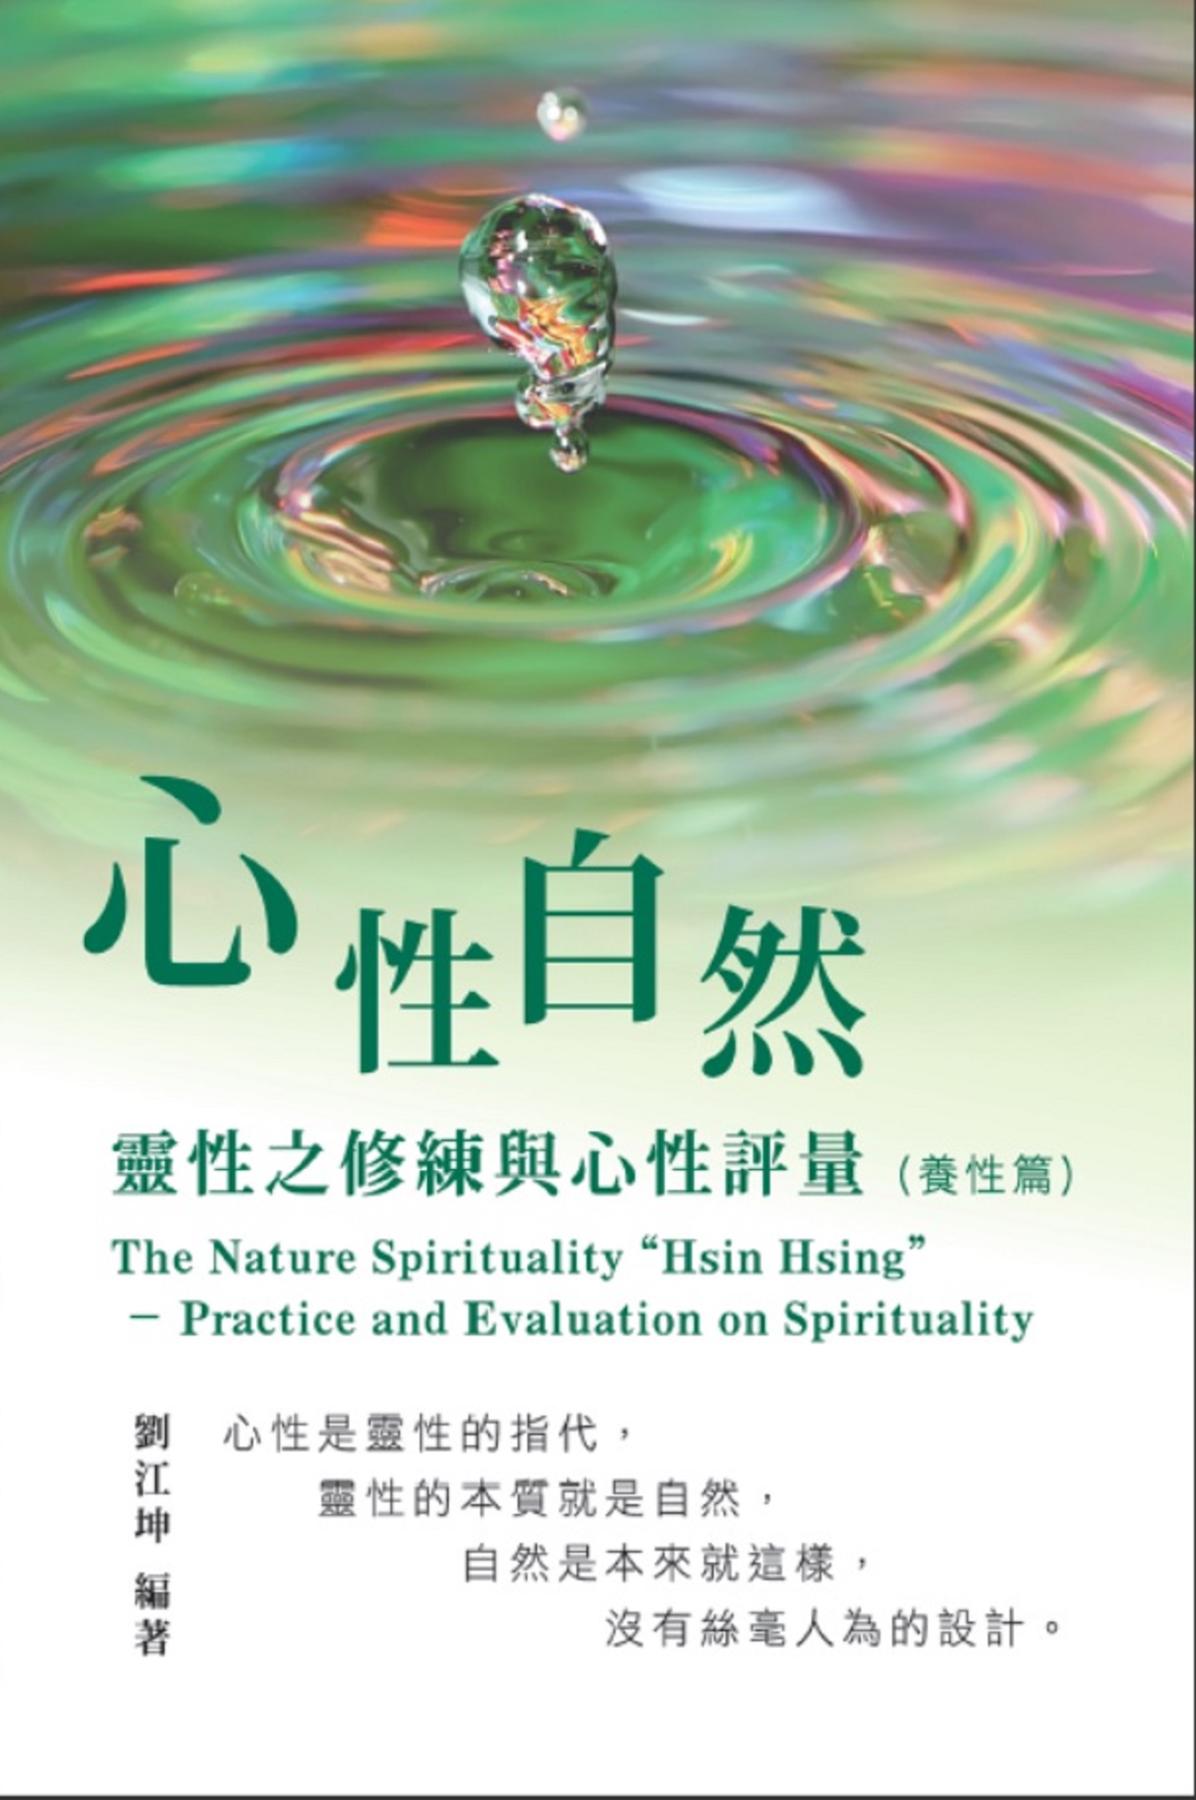 心性自然
靈性之修練與心性評量 (養性篇)
The Nature Spirituality “Hsin Hsing”
– Practice and Evaluation on Spirituality
劉江坤 編著
心性是靈性的指代，
靈性的本質就是自然，
自然是本來就這樣，
沒有絲毫人為的設計。